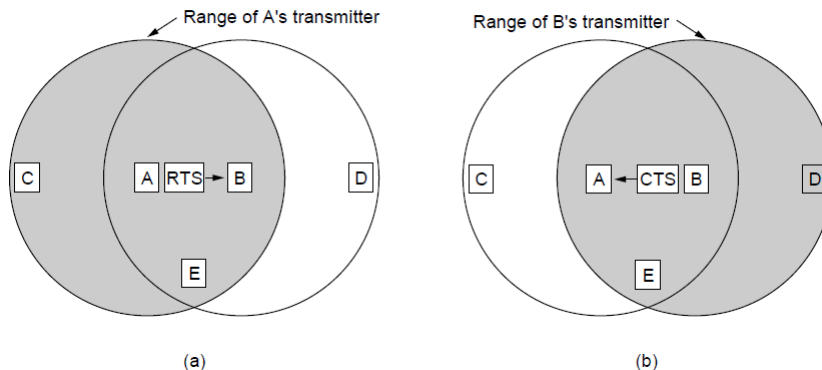 Range of A's transmitter
C
A
RTS
B
D
E
(a)
Range of B's transmitter
C
A
CTS
B
D
E
(b)